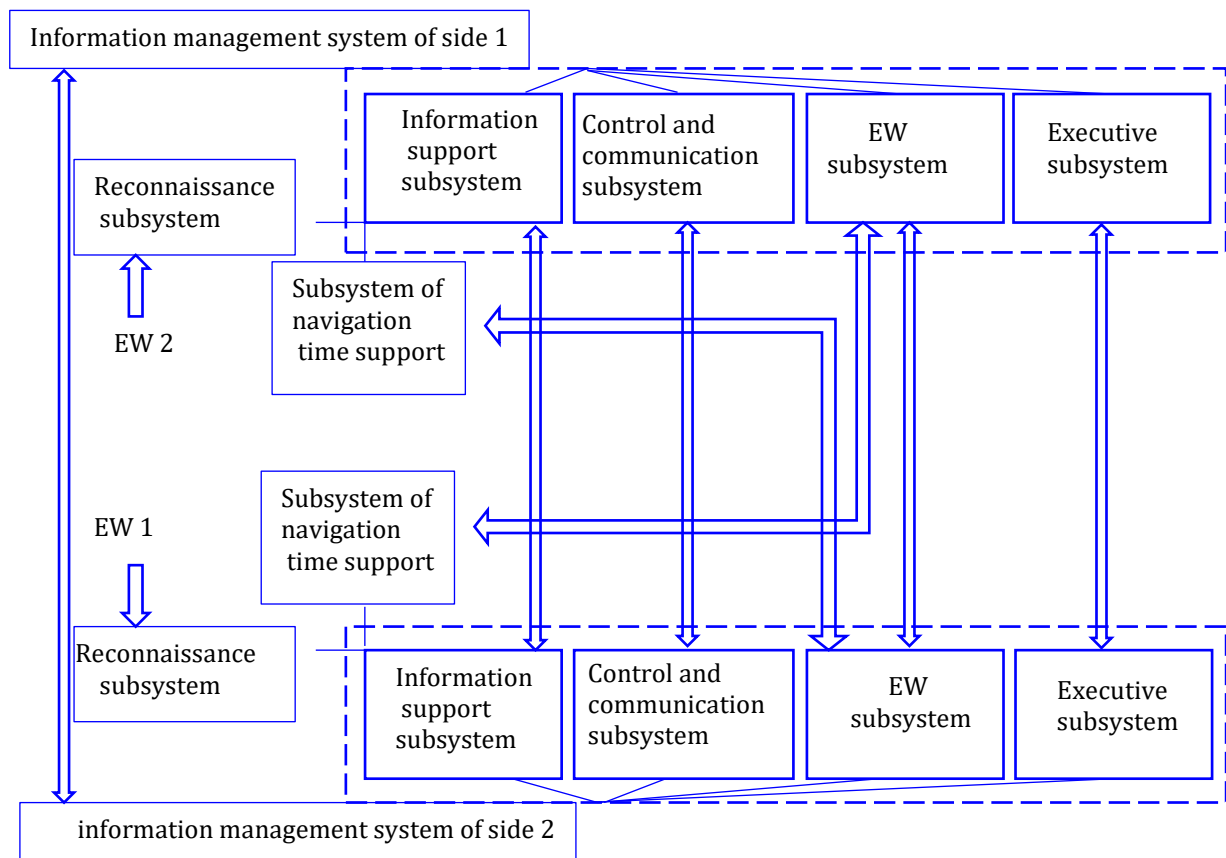 Information management system of side 1
Information
support
subsystem
Control and
communication
subsystem
EW
subsystem
Executive
subsystem
Reconnaissance
subsystem
Subsystem of
navigation
time support
EW 2
Subsystem of
navigation
time support
EW 1
Reconnaissance
subsystem
Information
support
subsystem
Control and
communication
subsystem
EW
subsystem
Executive
subsystem
information management system of side 2